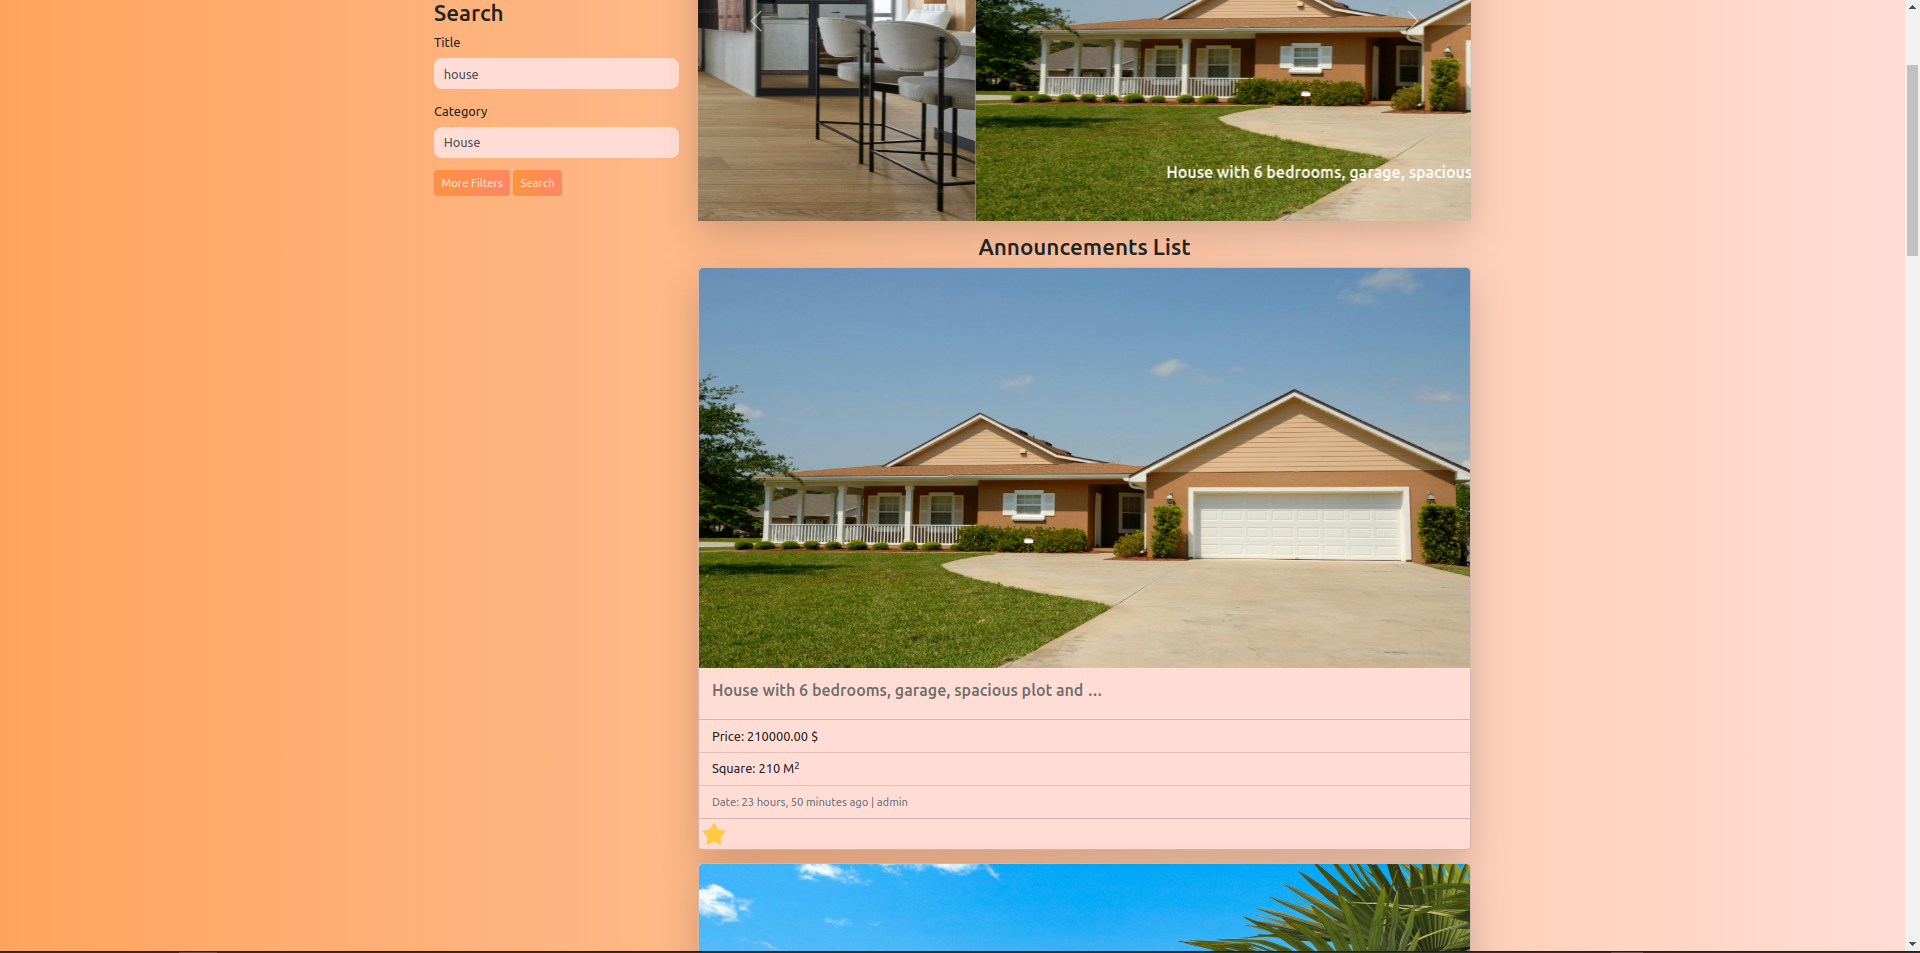 Search
Title
house
Category
House
More Filters Search
House with 6 bedrooms, garage, spacious
Announcements List
House with 6 bedrooms, garage, spacious plot and ...
Price: 210000.00 $
Square: 210 M²
Date: 23 hours, 50 minutes ago | admin